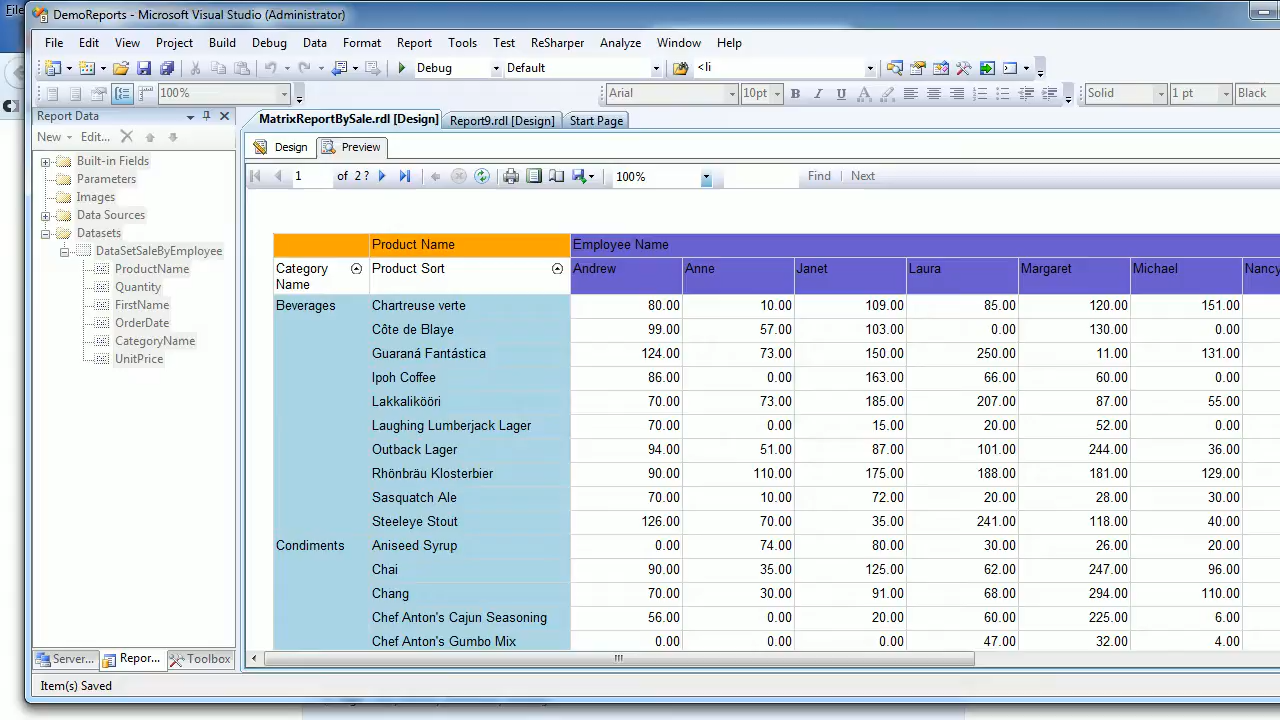 DemoReports - Microsoft Visual Studio (Administrator)
File Edit View Project Build Debug Data Format Report Tools Test ReSharper Analyze Window Help
Debug Default <li
100% Arial 10pt B I U A Solid 1 pt Black
Report Data
MatrixReportBySale.rdl [Design] Report9.rdl [Design] Start Page
New Edit...
Design Preview
1 of 2 ? 100% Find Next
Built-in Fields
Parameters
Images
Data Sources
Datasets
DataSetSaleByEmployee
ProductName
Quantity
FirstName
OrderDate
CategoryName
UnitPrice
Product Name Employee Name
Category Name Product Sort Andrew Anne Janet Laura Margaret Michael Nancy
Beverages Chartreuse verte 80.00 10.00 109.00 85.00 120.00 151.00
Côte de Blaye 99.00 57.00 103.00 0.00 130.00 0.00
Guaraná Fantástica 124.00 73.00 150.00 250.00 11.00 131.00
Ipoh Coffee 86.00 0.00 163.00 66.00 60.00 0.00
Lakkalikööri 70.00 73.00 185.00 207.00 87.00 55.00
Laughing Lumberjack Lager 70.00 0.00 15.00 20.00 52.00 0.00
Outback Lager 94.00 51.00 87.00 101.00 244.00 36.00
Rhönbräu Klosterbier 90.00 110.00 175.00 188.00 181.00 129.00
Sasquatch Ale 70.00 10.00 72.00 20.00 28.00 30.00
Steeleye Stout 126.00 70.00 35.00 241.00 118.00 40.00
Condiments Aniseed Syrup 0.00 74.00 80.00 30.00 26.00 20.00
Chai 90.00 35.00 125.00 62.00 247.00 96.00
Chang 70.00 30.00 91.00 68.00 294.00 110.00
Chef Anton's Cajun Seasoning 56.00 0.00 20.00 60.00 225.00 6.00
Chef Anton's Gumbo Mix 0.00 0.00 0.00 47.00 32.00 4.00
Server... Repor... Toolbox
Item(s) Saved